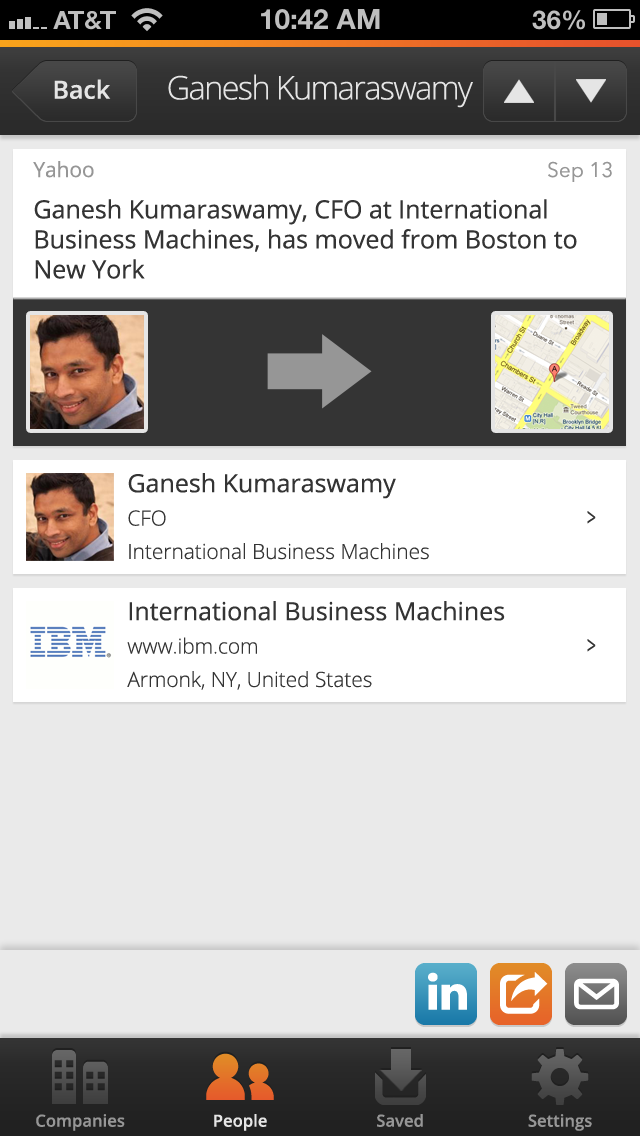 AT&T 10:42 AM 36%
Back Ganesh Kumaraswamy
Yahoo Sep 13
Ganesh Kumaraswamy, CFO at International
Business Machines, has moved from Boston to
New York
Thomas
Street
Church St
Duane St
Broadway
Chambers St
A
Reade St
Warren St
Tweed
Courthouse
City Hall
[N,R]
Brooklyn Bridge
Ganesh Kumaraswamy
CFO
International Business Machines
IBM®
International Business Machines
www.ibm.com
Armonk, NY, United States
in
Companies People Saved Settings